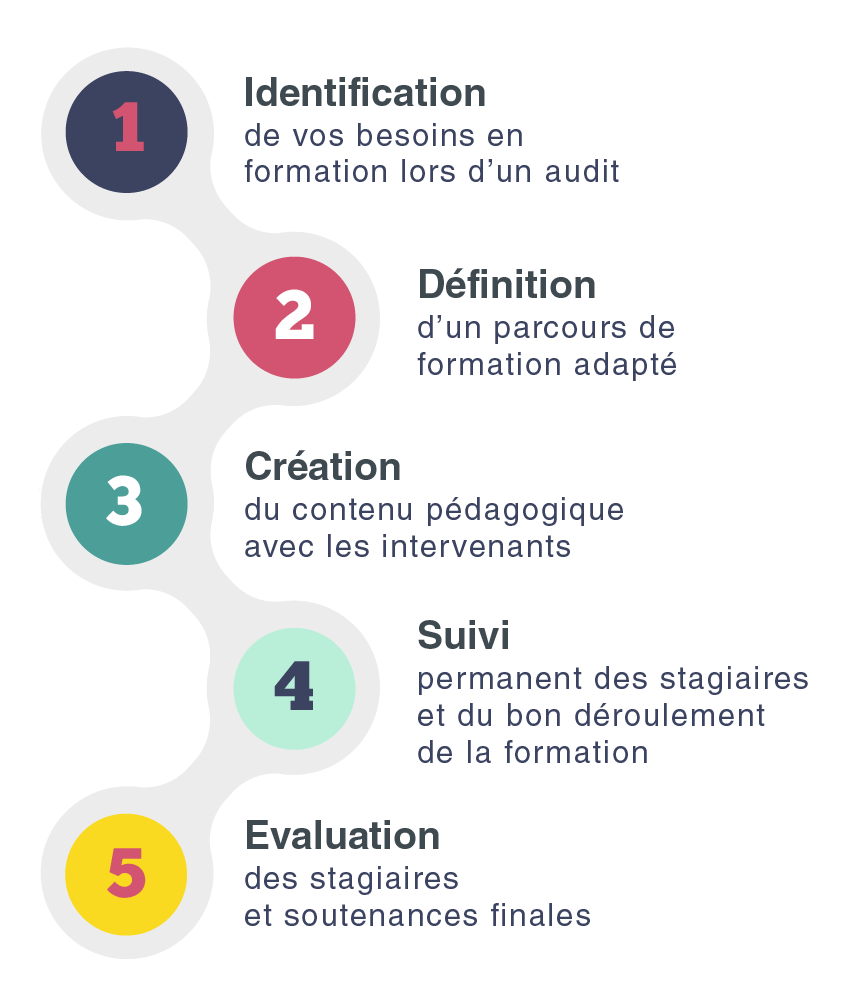 1
Identification
de vos besoins en
formation lors d’un audit
2
Définition
d’un parcours de
formation adapté
3
Création
du contenu pédagogique
avec les intervenants
4
Suivi
permanent des stagiaires
et du bon déroulement
de la formation
5
Evaluation
des stagiaires
et soutenances finales